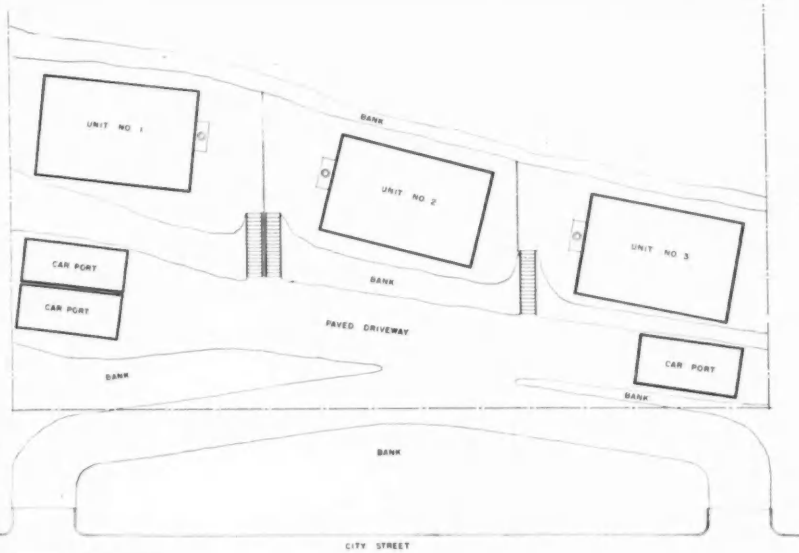 BANK
UNIT NO 1
UNIT NO 2
UNIT NO 3
CAR PORT
CAR PORT
BANK
PAVED DRIVEWAY
CAR PORT
BANK
BANK
BANK
CITY STREET